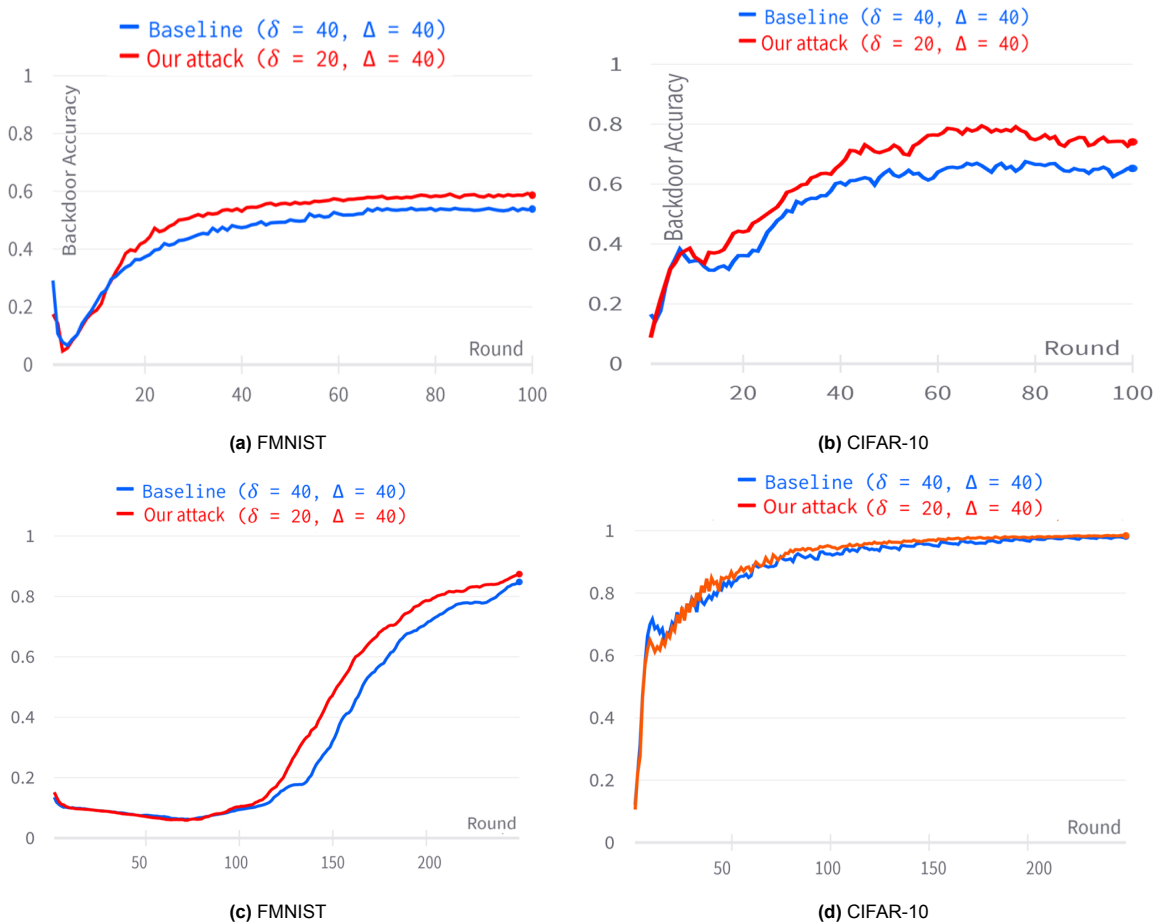 Baseline (δ = 40, Δ = 40)
Our attack (δ = 20, Δ = 40)
Backdoor Accuracy
1
0.8
0.6
0.4
0.2
0
Round
20 40 60 80 100
(a) FMNIST
Baseline (δ = 40, Δ = 40)
Our attack (δ = 20, Δ = 40)
Backdoor Accuracy
1
0.8
0.6
0.4
0.2
0
Round
20 40 60 80 100
(b) CIFAR-10
Baseline (δ = 40, Δ = 40)
Our attack (δ = 20, Δ = 40)
1
0.8
0.6
0.4
0.2
0
Round
50 100 150 200
(c) FMNIST
Baseline (δ = 40, Δ = 40)
Our attack (δ = 20, Δ = 40)
1
0.8
0.6
0.4
0.2
0
Round
50 100 150 200
(d) CIFAR-10